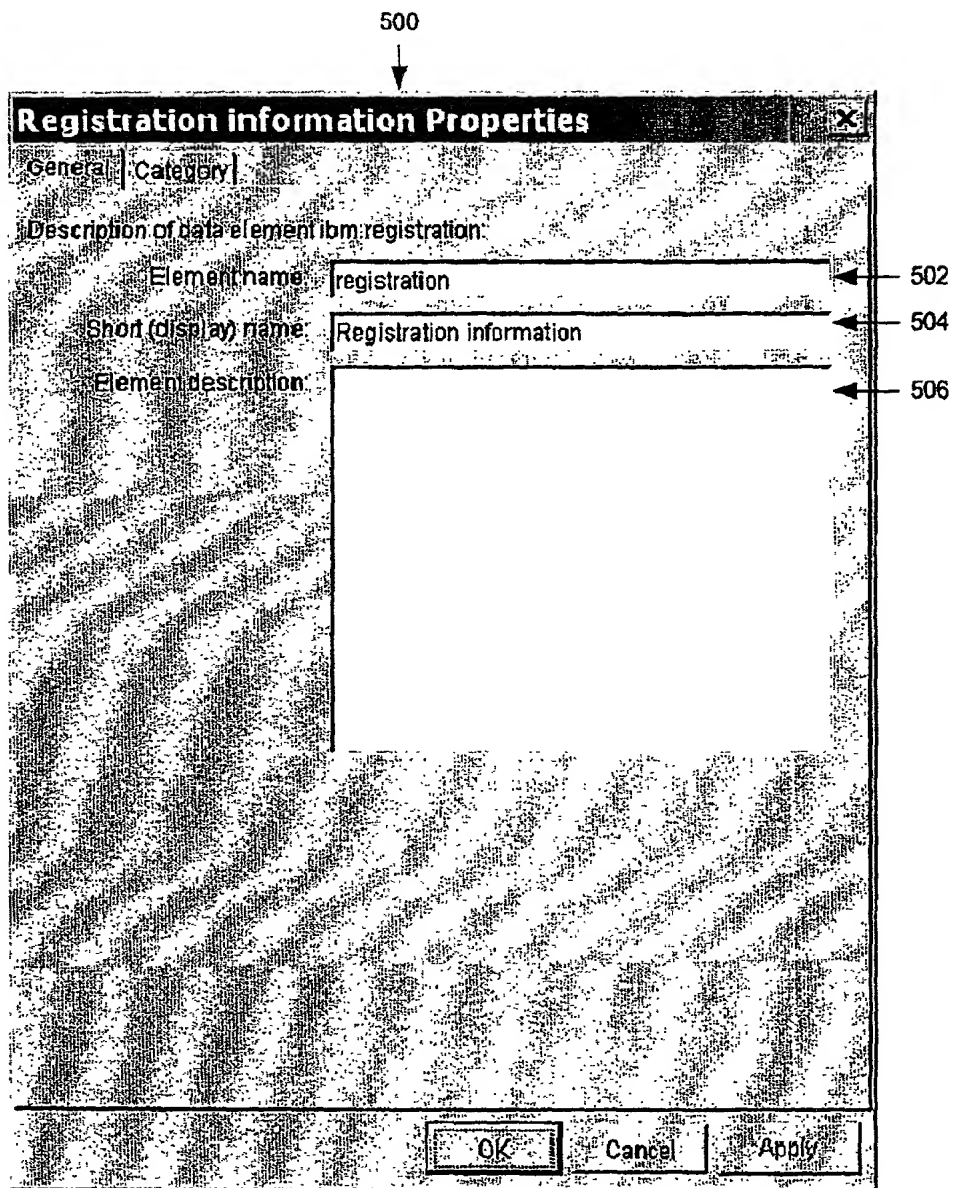 500
Registration information Properties
General Category
Description of data element ibm.registration:
Element name: registration
502
Short (display) name: Registration information
504
Element description:
506
OK Cancel Apply